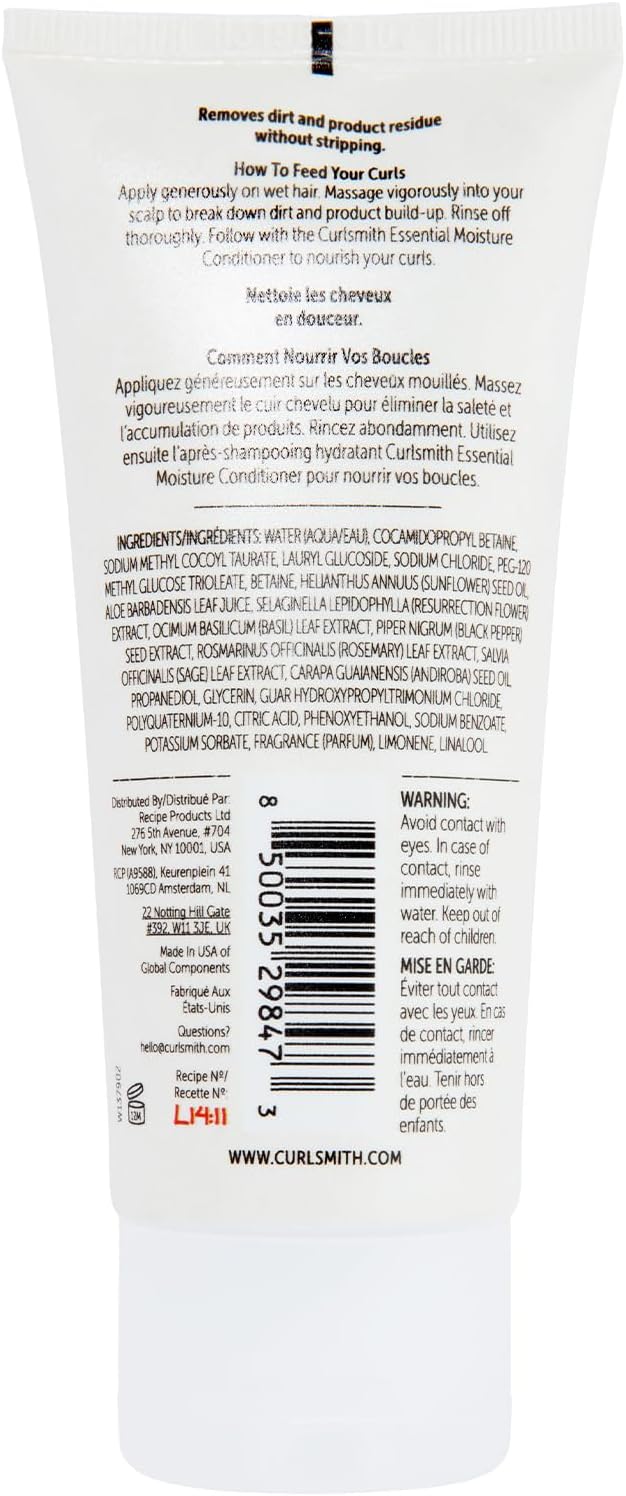 Removes dirt and product residue
without stripping.
How To Feed Your Curls
Apply generously on wet hair. Massage vigorously into your
scalp to break down dirt and product build-up. Rinse off
thoroughly. Follow with the Curlsmith Essential Moisture
Conditioner to nourish your curls.
Nettoie les cheveux
en douceur.
Comment Nourrir Vos Boucles
Appliquez généreusement sur les cheveux mouillés. Massez
vigoureusement le cuir chevelu pour éliminer la saleté et
l'accumulation de produits. Rincez abondamment. Utilisez
ensuite l'après-shampooing hydratant Curlsmith Essential
Moisture Conditioner pour nourrir vos boucles.
INGREDIENTS/INGRÉDIENTS: WATER (AQUA/EAU), COCAMIDOPROPYL BETAINE,
SODIUM METHYL COCOYL TAURATE, LAURYL GLUCOSIDE, SODIUM CHLORIDE, PEG-120
METHYL GLUCOSE TRIOLEATE, BETAINE, HELIANTHUS ANNUUS (SUNFLOWER) SEED OIL,
ALOE BARBADENSIS LEAF JUICE, SELAGINELLA LEPIDOPHYLLA (RESURRECTION FLOWER)
EXTRACT, OCIMUM BASILICUM (BASIL) LEAF EXTRACT, PIPER NIGRUM (BLACK PEPPER)
SEED EXTRACT, ROSMARINUS OFFICINALIS (ROSEMARY) LEAF EXTRACT, SALVIA
OFFICINALIS (SAGE) LEAF EXTRACT, CARAPA GUAIANENSIS (ANDIROBA) SEED OIL,
PROPANEDIOL, GLYCERIN, GUAR HYDROXYPROPYLTRIMONIUM CHLORIDE,
POLYQUATERNIUM-10, CITRIC ACID, PHENOXYETHANOL, SODIUM BENZOATE,
POTASSIUM SORBATE, FRAGRANCE (PARFUM), LIMONENE, LINALOOL
Distributed By/Distribué Par:
Recipe Products Ltd
276 5th Avenue, #704
New York, NY 10001, USA
RCP (A9588), Keurenplein 41
1069CD Amsterdam, NL
22 Notting Hill Gate
#392, W11 3JE, UK
Made In USA of
Global Components
Fabriqué Aux
États-Unis
Questions?
hello@curlsmith.com
Recipe Nº/
Recette Nº:
L14:11
W137902
12M
8 50035 29847 3
WARNING:
Avoid contact with
eyes. In case of
contact, rinse
immediately with
water. Keep out of
reach of children.
MISE EN GARDE:
Éviter tout contact
avec les yeux. En cas
de contact, rincer
immédiatement à
l'eau. Tenir hors
de portée des
enfants.
WWW.CURLSMITH.COM